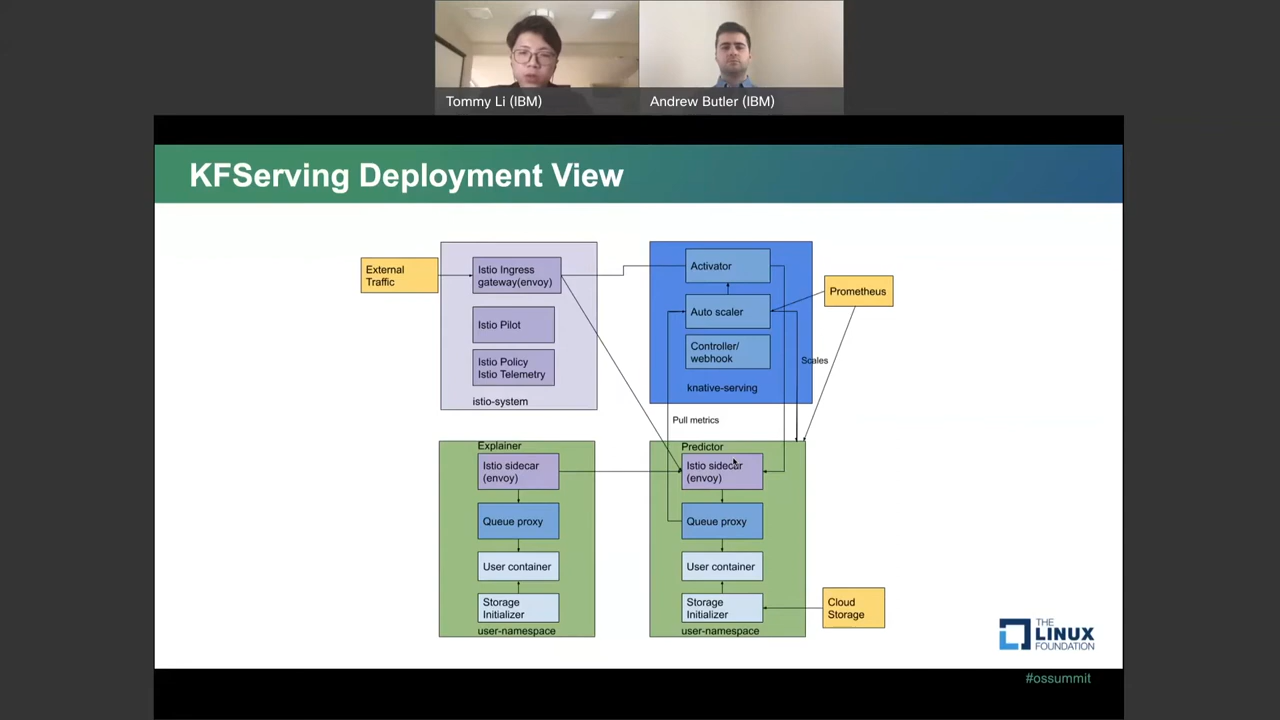 Tommy Li (IBM)
Andrew Butler (IBM)
KFServing Deployment View
External
Traffic
Istio Ingress
gateway(envoy)
Istio Pilot
Istio Policy
Istio Telemetry
istio-system
Activator
Auto scaler
Controller/
webhook
knative-serving
Prometheus
Scales
Pull metrics
Explainer
Istio sidecar
(envoy)
Queue proxy
User container
Storage
Initializer
user-namespace
Predictor
Istio sidecar
(envoy)
Queue proxy
User container
Storage
Initializer
user-namespace
Cloud
Storage
THE
LINUX
FOUNDATION
#ossummit